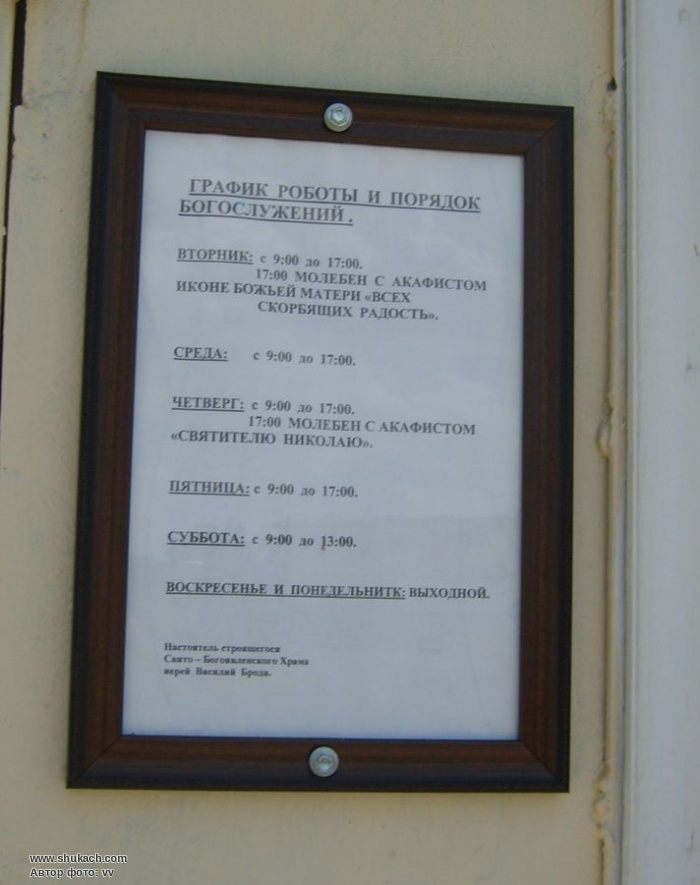 ГРАФИК РОБОТЫ И ПОРЯДОК
БОГОСЛУЖЕНИЙ.
ВТОРНИК: с 9:00 до 17:00.
17:00 МОЛЕБЕН С АКАФИСТОМ
ИКОНЕ БОЖЬЕЙ МАТЕРИ «ВСЕХ
СКОРБЯЩИХ РАДОСТЬ».
СРЕДА: с 9:00 до 17:00.
ЧЕТВЕРГ: с 9:00 до 17:00.
17:00 МОЛЕБЕН С АКАФИСТОМ
«СВЯТИТЕЛЮ НИКОЛАЮ».
ПЯТНИЦА: с 9:00 до 17:00.
СУББОТА: с 9:00 до 13:00.
ВОСКРЕСЕНЬЕ И ПОНЕДЕЛЬНИТК: ВЫХОДНОЙ.
Настоятель строящегося
Свято – Богоявленского Храма
иерей Василий Брода.
www.shukach.com
Автор фото: vv